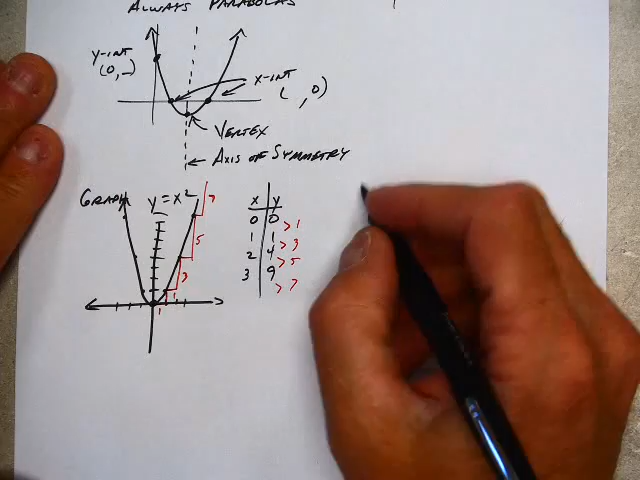 ALWAYS PARABOLAS
Y-INT
(0, _)
X-INT
( , 0)
VERTEX
AXIS OF SYMMETRY
GRAPH Y = X²
7
5
3
1
1
X Y
0 0
> 1
1 1
> 3
2 4
> 5
3 9
> 7